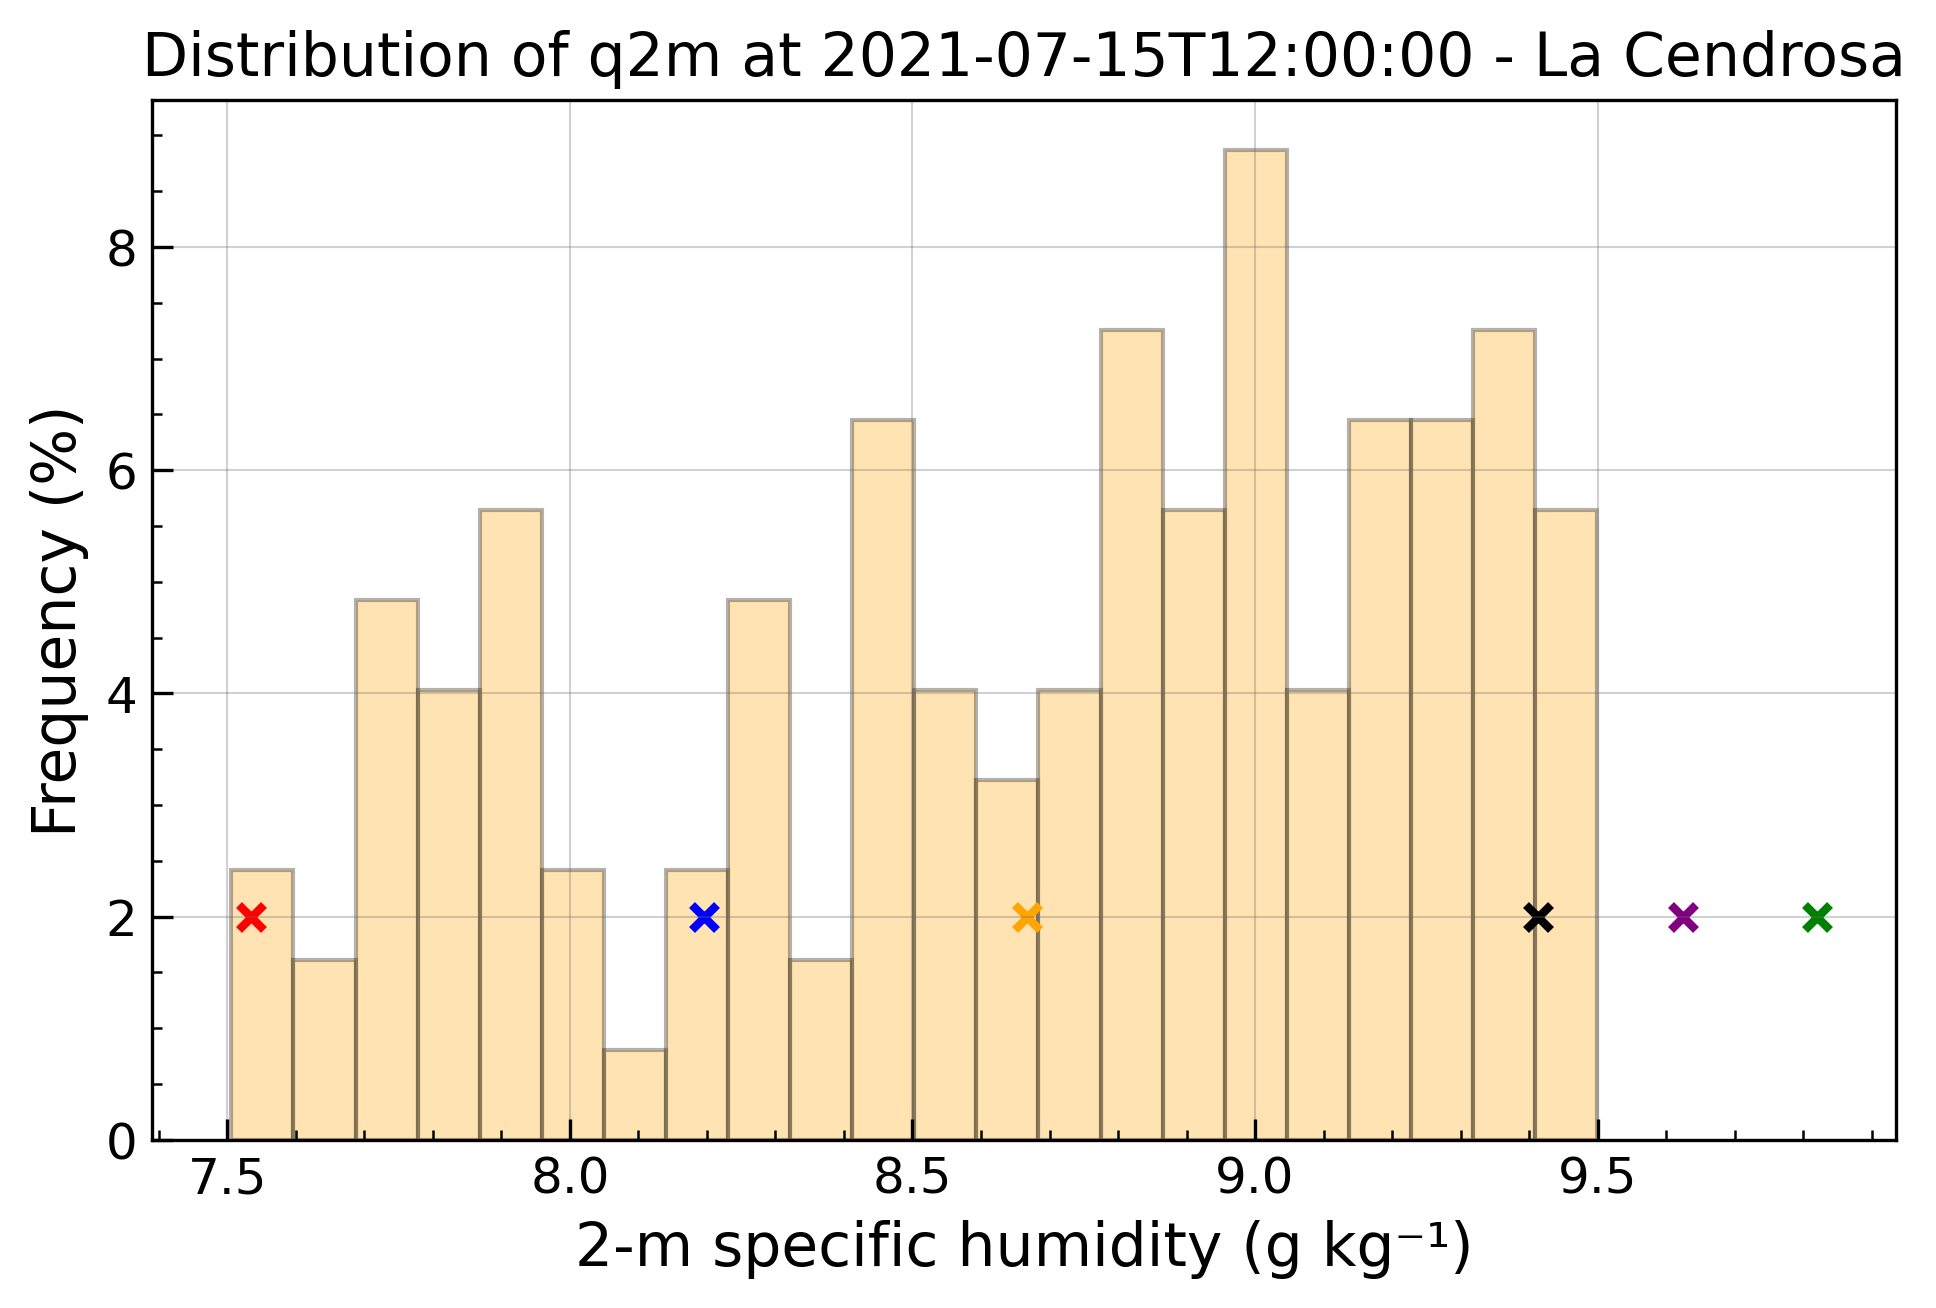 Distribution of q2m at 2021-07-15T12:00:00 - La Cendrosa
Frequency (%)
8
6
4
2
0
7.5 8.0 8.5 9.0 9.5
2-m specific humidity (g kg⁻¹)